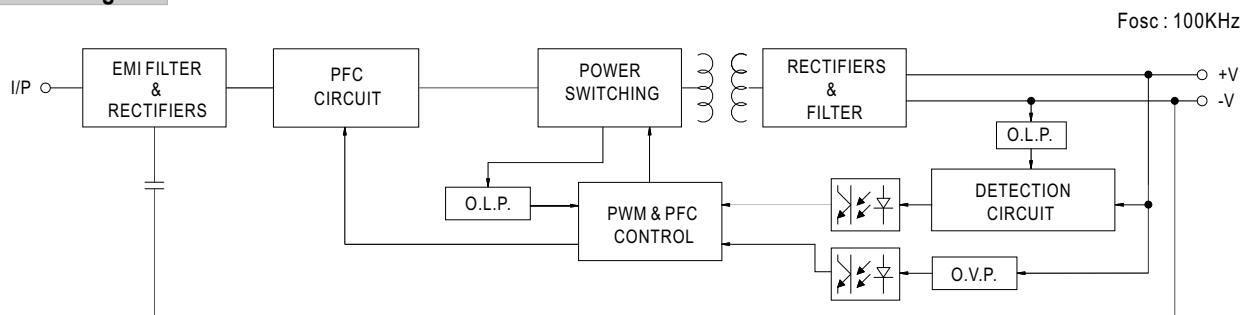 Fosc : 100KHz
I/P
EMI FILTER
&
RECTIFIERS
PFC
CIRCUIT
POWER
SWITCHING
RECTIFIERS
&
FILTER
+V
-V
O.L.P.
O.L.P.
PWM & PFC
CONTROL
DETECTION
CIRCUIT
O.V.P.